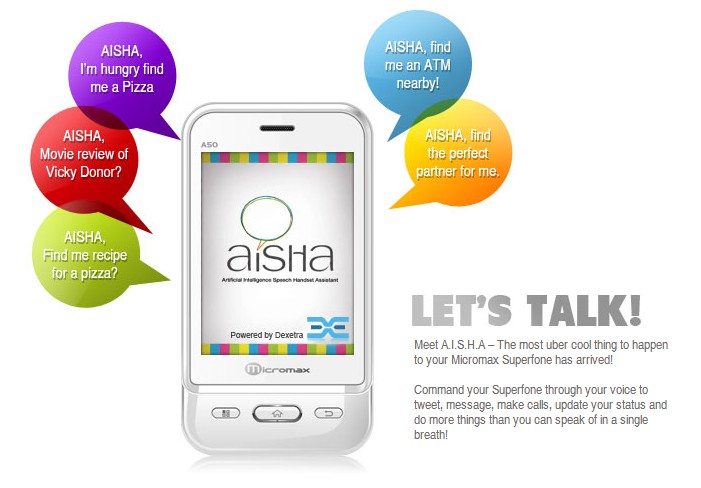 AISHA,
I'm hungry find
me a Pizza
AISHA, find
me an ATM
nearby!
AISHA,
Movie review of
Vicky Donor?
AISHA, find
the perfect
partner for me.
AISHA,
Find me recipe
for a pizza?
A50
aisha
Artificial Intelligence Speech Handset Assistant
Powered by Dexetra
micromax
LET'S TALK!
Meet A.I.S.H.A – The most uber cool thing to happen
to your Micromax Superfone has arrived!
Command your Superfone through your voice to
tweet, message, make calls, update your status and
do more things than you can speak of in a single
breath!